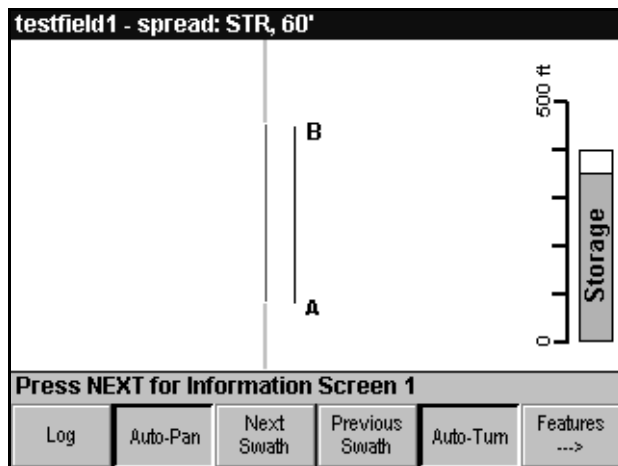 testfield1 - spread: STR, 60'
500 ft
B
Storage
A
0
Press NEXT for Information Screen 1
Log
Auto-Pan
Next
Swath
Previous
Swath
Auto-Turn
Features
--->